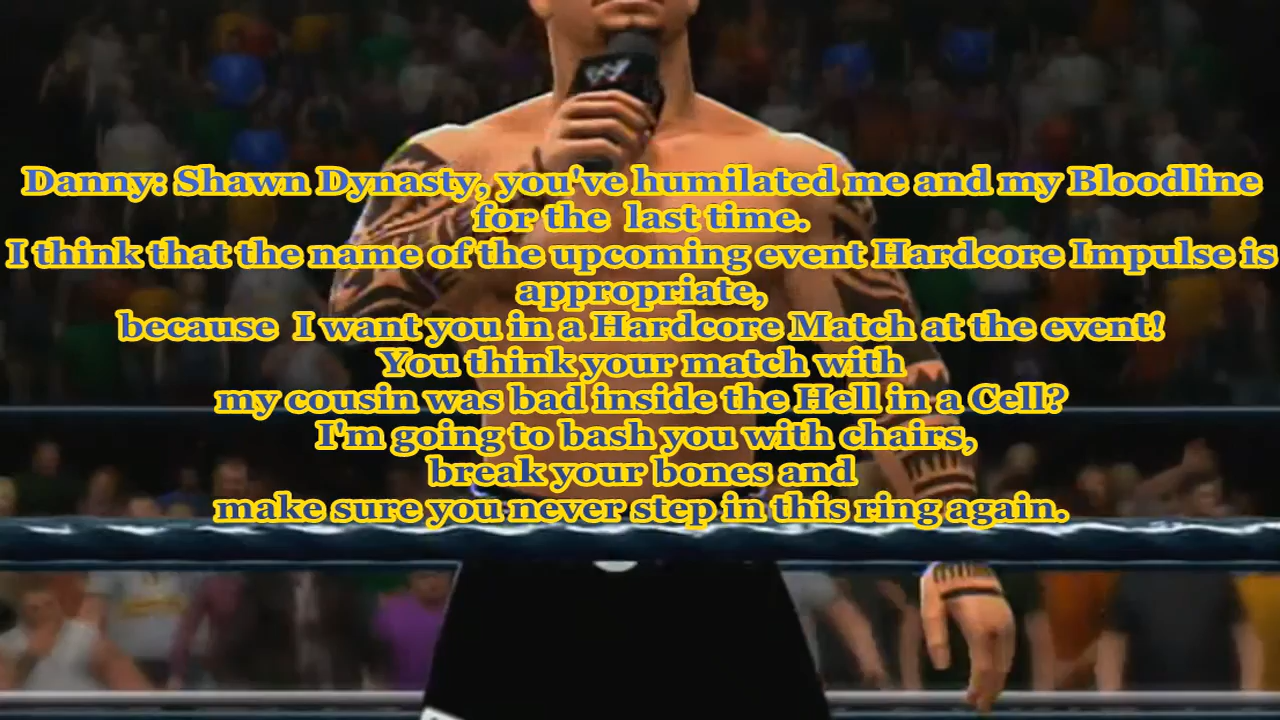 Danny: Shawn Dynasty, you've humilated me and my Bloodline
for the last time.
I think that the name of the upcoming event Hardcore Impulse is
appropriate,
because I want you in a Hardcore Match at the event!
You think your match with
my cousin was bad inside the Hell in a Cell?
I'm going to bash you with chairs,
break your bones and
make sure you never step in this ring again.